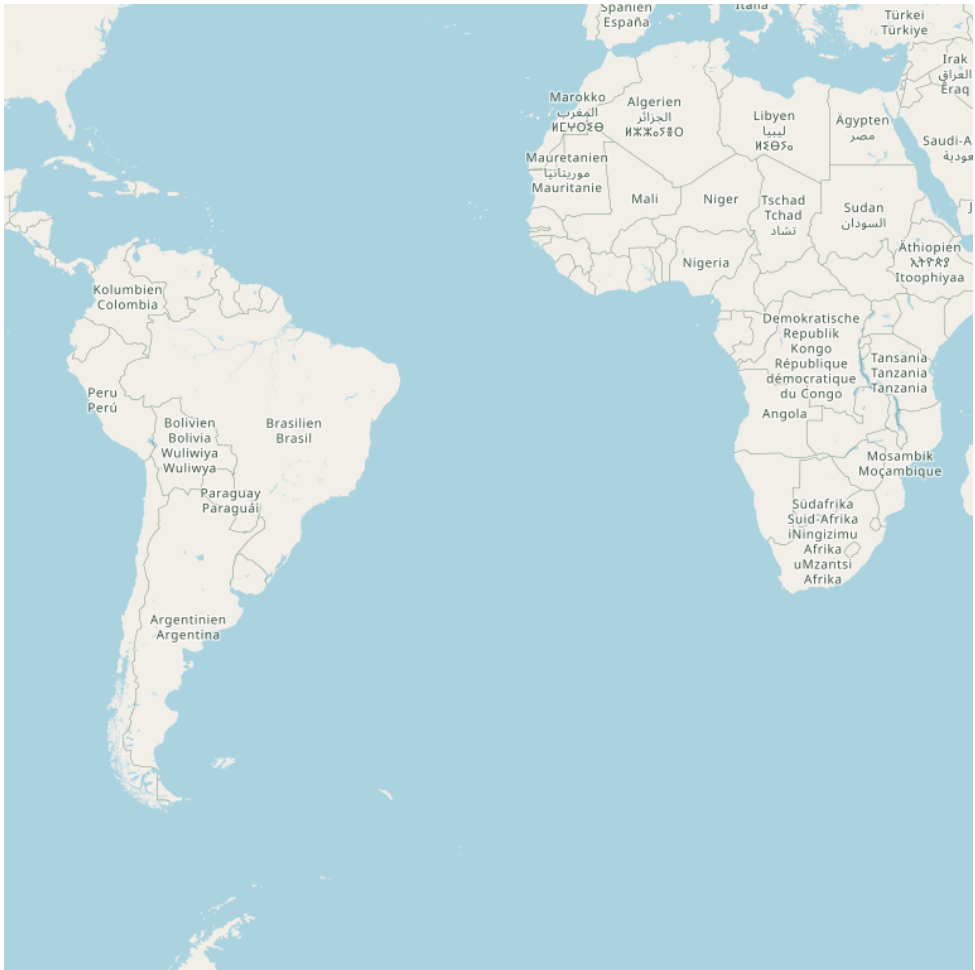 Spanien
España
Italia
Türkei
Türkiye
Irak
العراق
Êraq
Marokko
المغرب
ⵍⵎⵖⵔⵉⴱ
Algerien
الجزائر
ⵍⵣⵣⴰⵢⴻⵔ
Libyen
ليبيا
ⵍⵉⴱⵢⴰ
Ägypten
مصر
Saudi-A
عودية
Mauretanien
موريتانيا
Mauritanie
Mali
Niger
Tschad
Tchad
تشاد
Sudan
السودان
J
Äthiopien
ኢትዮጵያ
Itoophiyaa
Nigeria
Kolumbien
Colombia
Demokratische
Republik
Kongo
République
démocratique
du Congo
Tansania
Tanzania
Tanzania
Peru
Perú
Angola
Bolivien
Bolivia
Wuliwiya
Wuliwya
Brasilien
Brasil
Mosambik
Moçambique
Paraguay
Paraguái
Südafrika
Suid-Afrika
iNingizimu
Afrika
uMzantsi
Afrika
Argentinien
Argentina